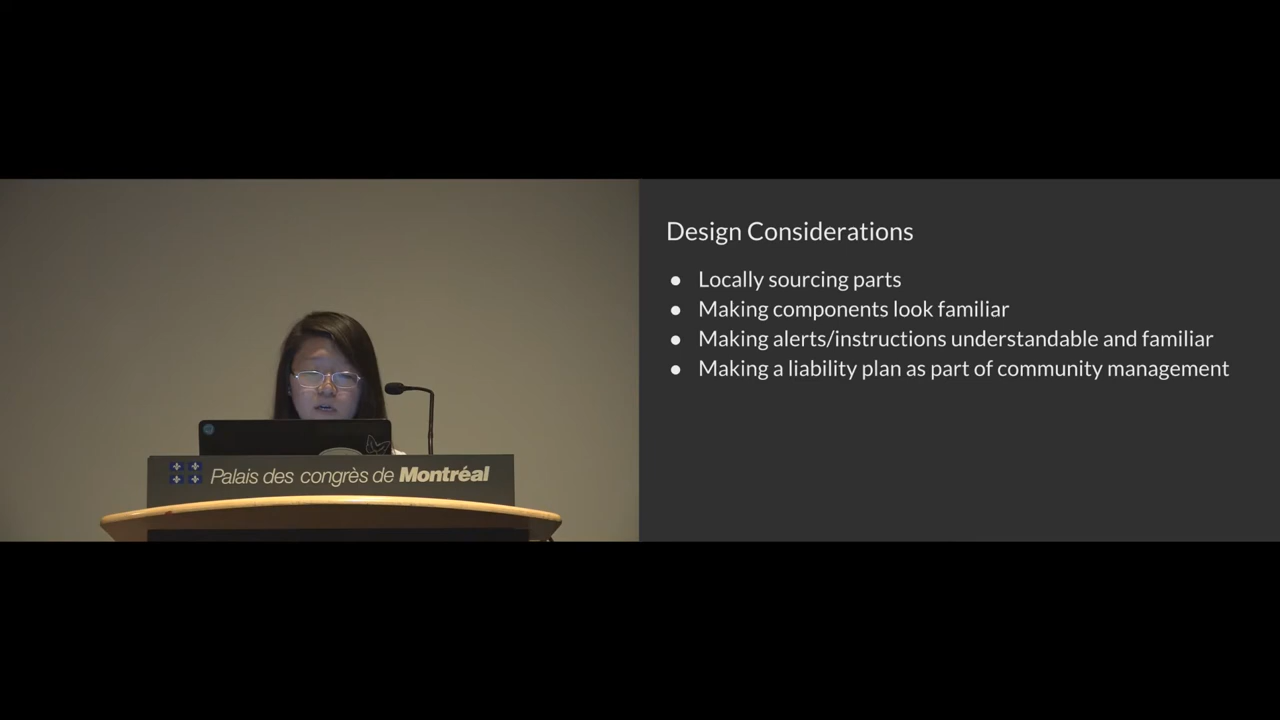 Design Considerations
● Locally sourcing parts
● Making components look familiar
● Making alerts/instructions understandable and familiar
● Making a liability plan as part of community management
Palais des congrès de Montréal